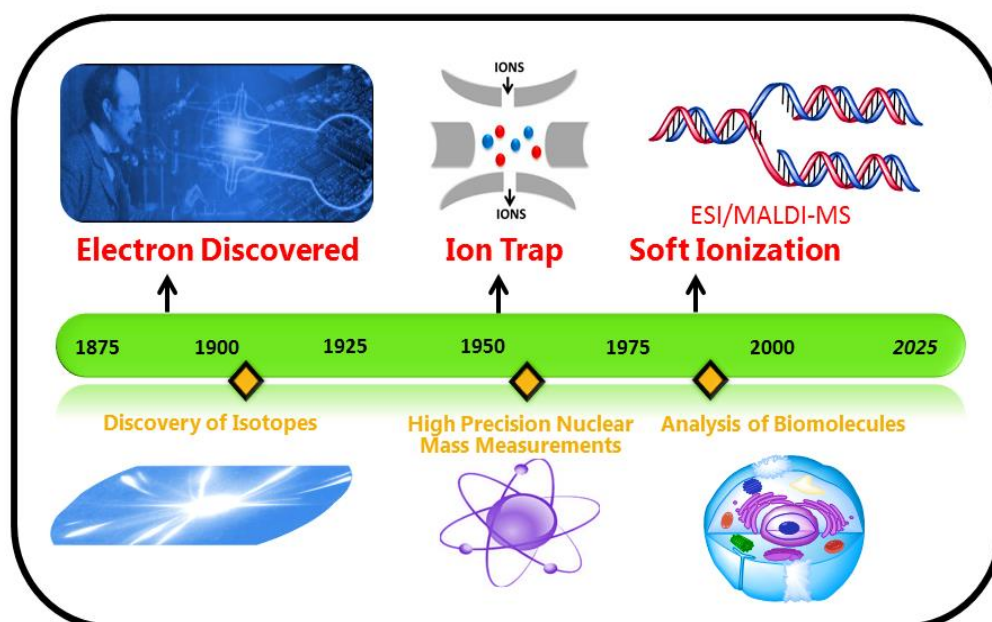 IONS
IONS
ESI/MALDI-MS
Electron Discovered
Ion Trap
Soft Ionization
1875 1900 1925 1950 1975 2000 2025
Discovery of Isotopes
High Precision Nuclear
Mass Measurements
Analysis of Biomolecules